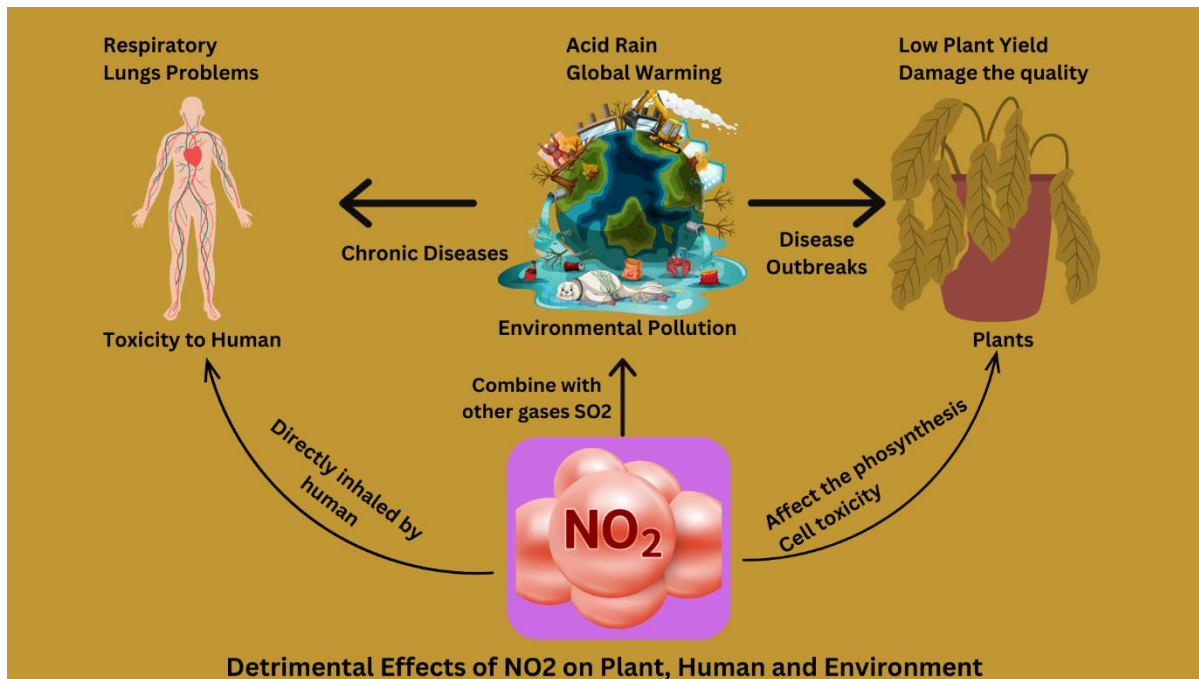 Respiratory
Lungs Problems
Acid Rain
Global Warming
Low Plant Yield
Damage the quality
Chronic Diseases
Disease
Outbreaks
Toxicity to Human
Environmental Pollution
Plants
Combine with
other gases SO2
Directly inhaled by
human
Affect the phosynthesis
Cell toxicity
NO₂
Detrimental Effects of NO2 on Plant, Human and Environment